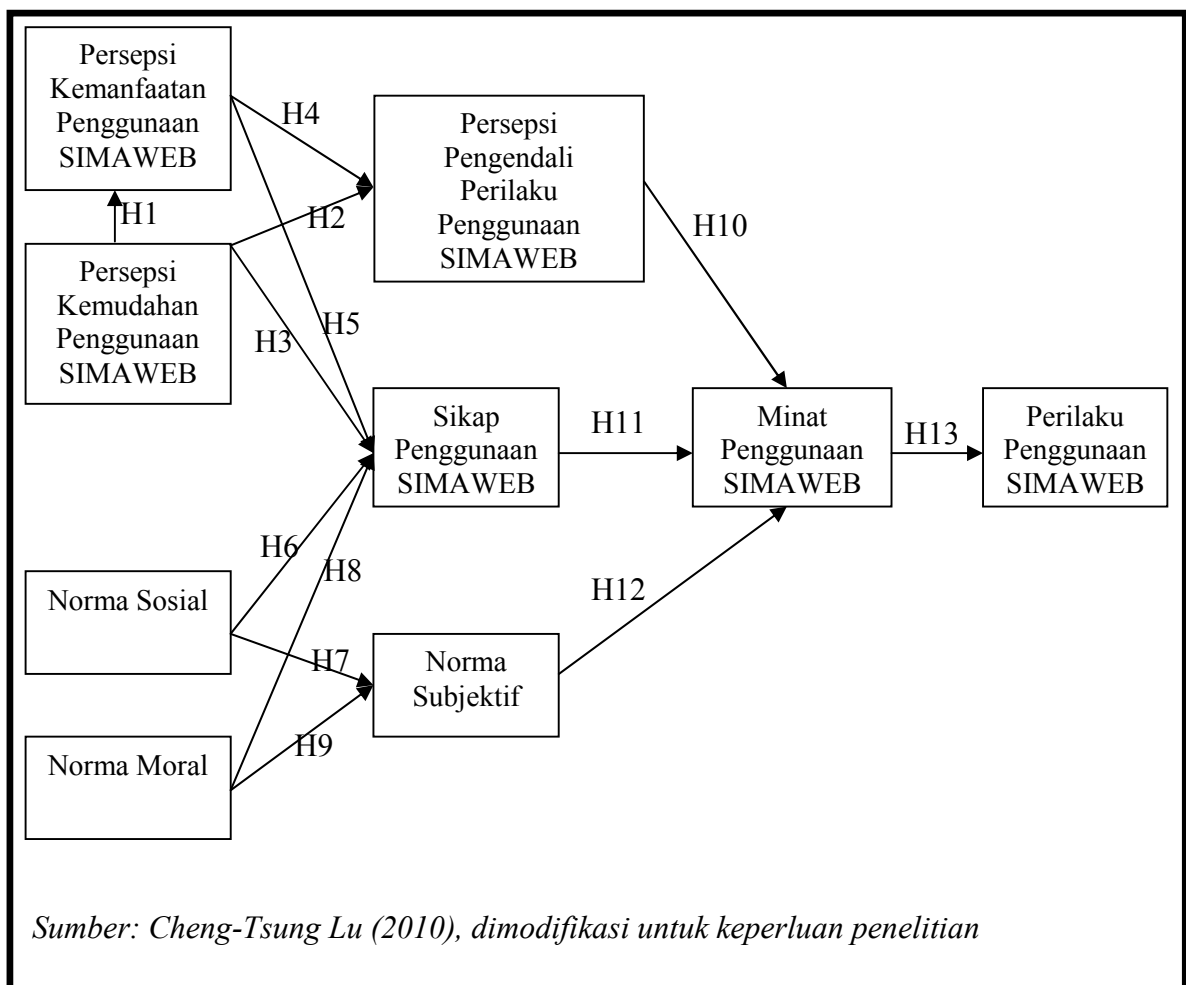 Persepsi
Kemanfaatan
Penggunaan
SIMAWEB
H1
Persepsi
Kemudahan
Penggunaan
SIMAWEB
H4
H2
H3
H5
Persepsi
Pengendali
Perilaku
Penggunaan
SIMAWEB
H10
Sikap
Penggunaan
SIMAWEB
H11
Minat
Penggunaan
SIMAWEB
H13
Perilaku
Penggunaan
SIMAWEB
Norma Sosial
H6
H8
H7
Norma Moral
H9
Norma
Subjektif
H12
Sumber: Cheng-Tsung Lu (2010), dimodifikasi untuk keperluan penelitian